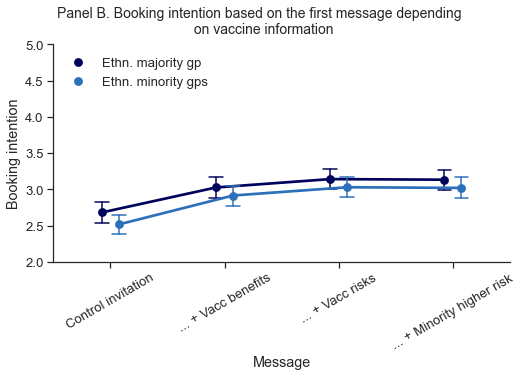 Panel B. Booking intention based on the first message depending
on vaccine information
5.0
4.5
4.0
3.5
3.0
2.5
2.0
Booking intention
Ethn. majority gp
Ethn. minority gps
Control invitation
... + Vacc benefits
... + Vacc risks
... + Minority higher risk
Message